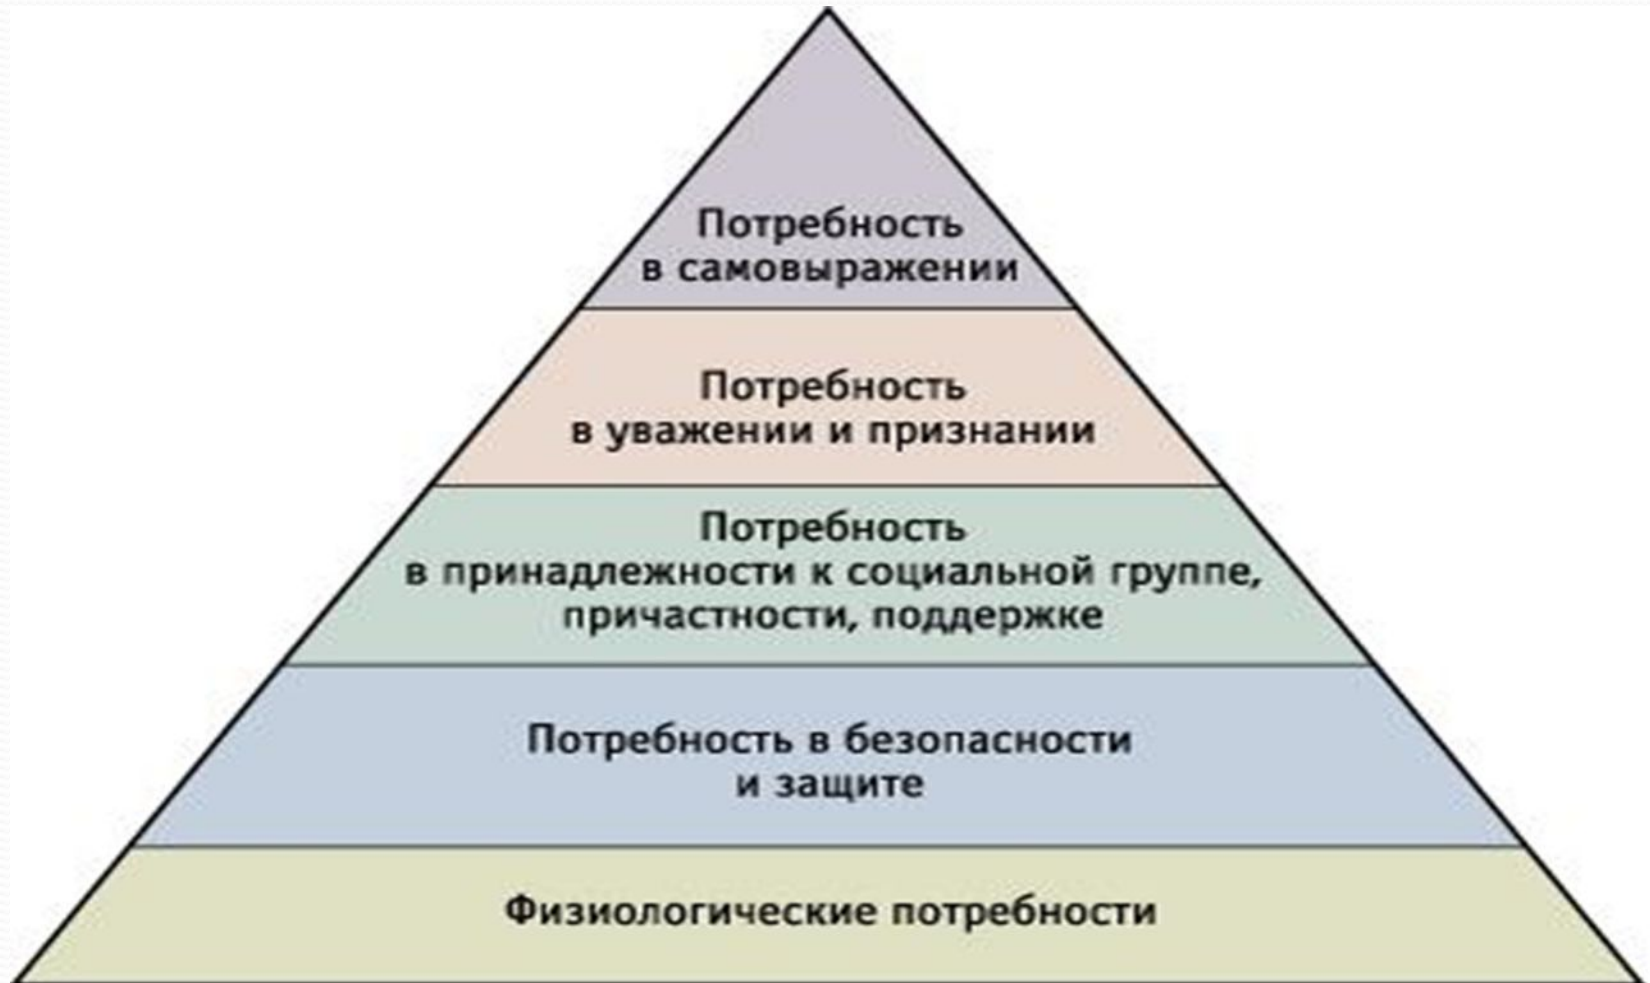 Потребность
в самовыражении
Потребность
в уважении и признании
Потребность
в принадлежности к социальной группе,
причастности, поддержке
Потребность в безопасности
и защите
Физиологические потребности